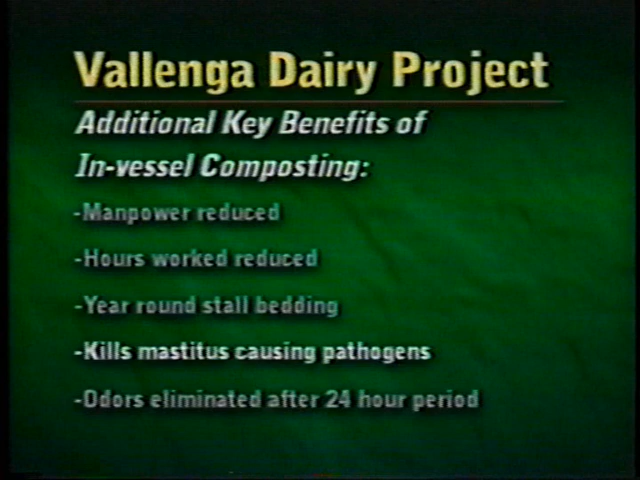 Vallenga Dairy Project
Additional Key Benefits of
In-vessel Composting:
-Manpower reduced
-Hours worked reduced
-Year round stall bedding
-Kills mastitus causing pathogens
-Odors eliminated after 24 hour period